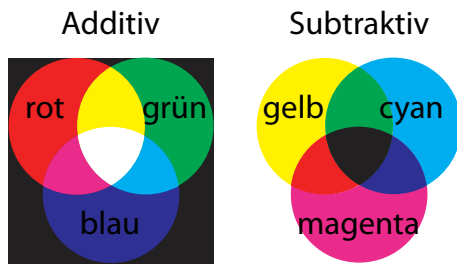 Additiv
rot
grün
blau
Subtraktiv
gelb
cyan
magenta